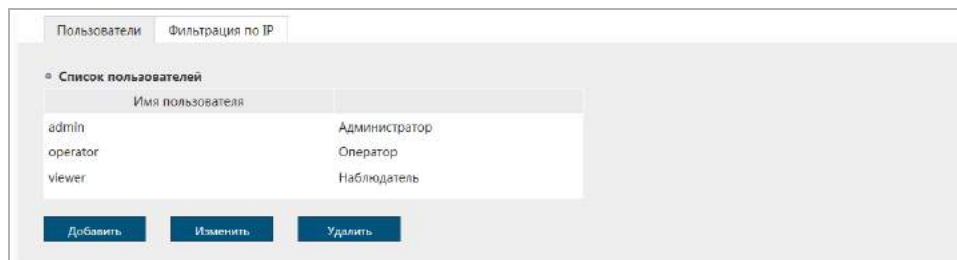 Пользователи Фильтрация по IP
Список пользователей
Имя пользователя
admin Администратор
operator Оператор
viewer Наблюдатель
Добавить Изменить Удалить